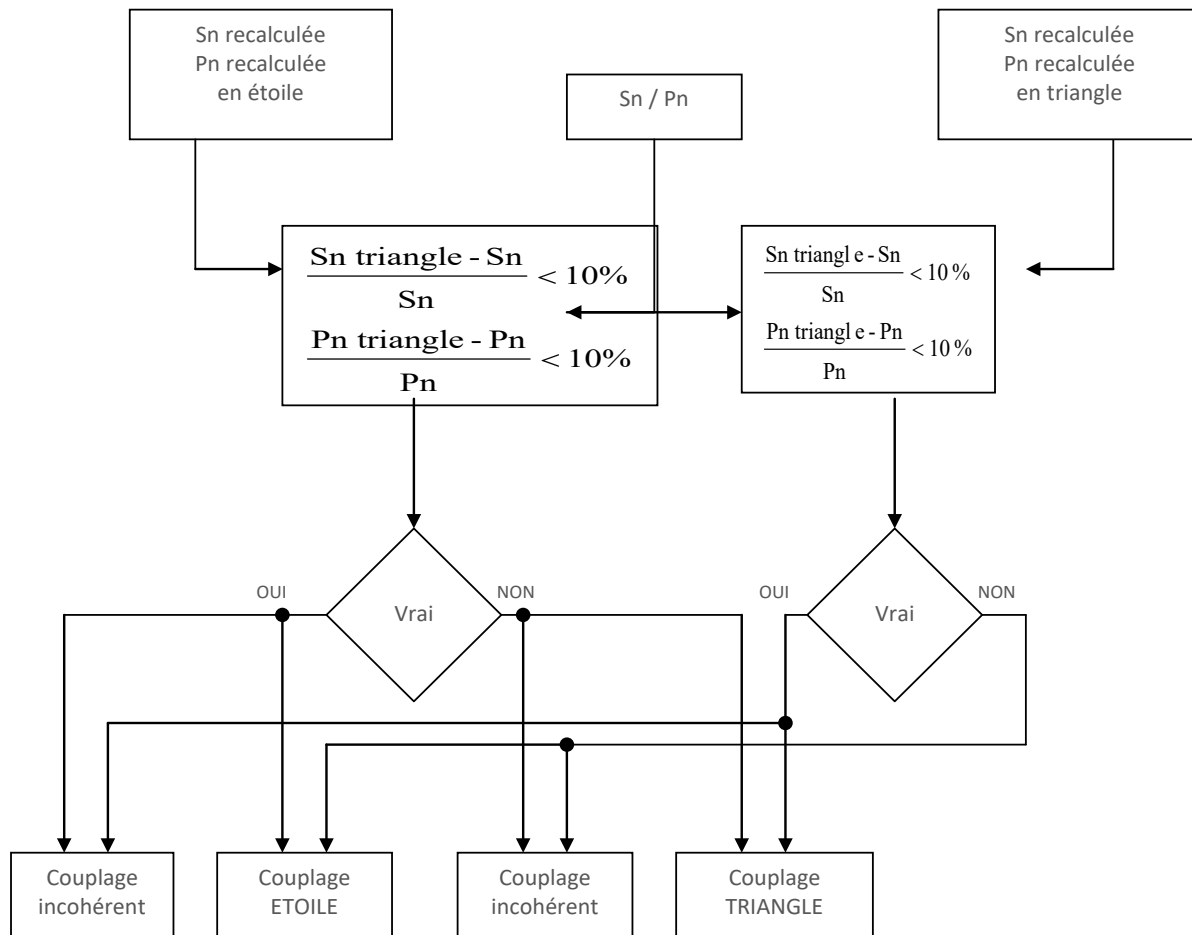 Sn recalculée
Pn recalculée
en étoile
Sn / Pn
Sn recalculée
Pn recalculée
en triangle
Sn triangle - Sn
Sn
< 10%
Pn triangle - Pn
Pn
< 10%
Sn triangl e - Sn
Sn
< 10 %
Pn triangl e - Pn
Pn
< 10 %
OUI
Vrai
NON
OUI
Vrai
NON
Couplage
incohérent
Couplage
ETOILE
Couplage
incohérent
Couplage
TRIANGLE